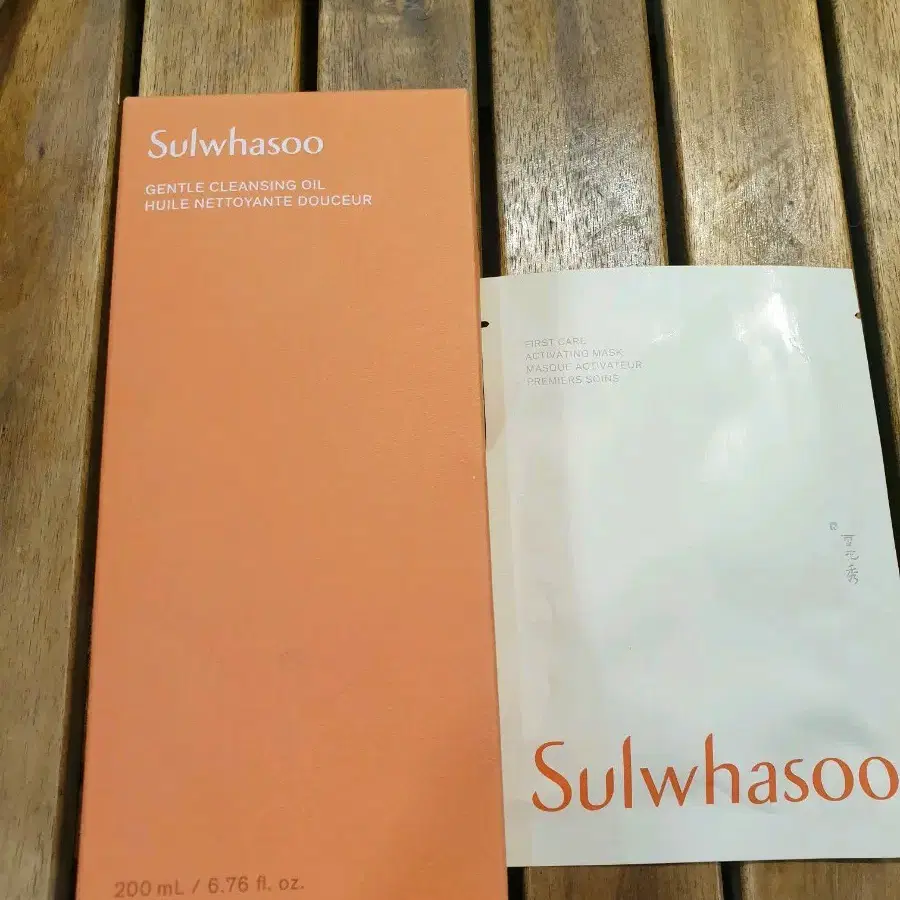 Sulwhasoo
GENTLE CLEANSING OIL
HUILE NETTOYANTE DOUCEUR
200 mL / 6.76 fl. oz.
FIRST CARE
ACTIVATING MASK
MASQUE ACTIVATEUR
PREMIERS SOINS
Sulwhasoo